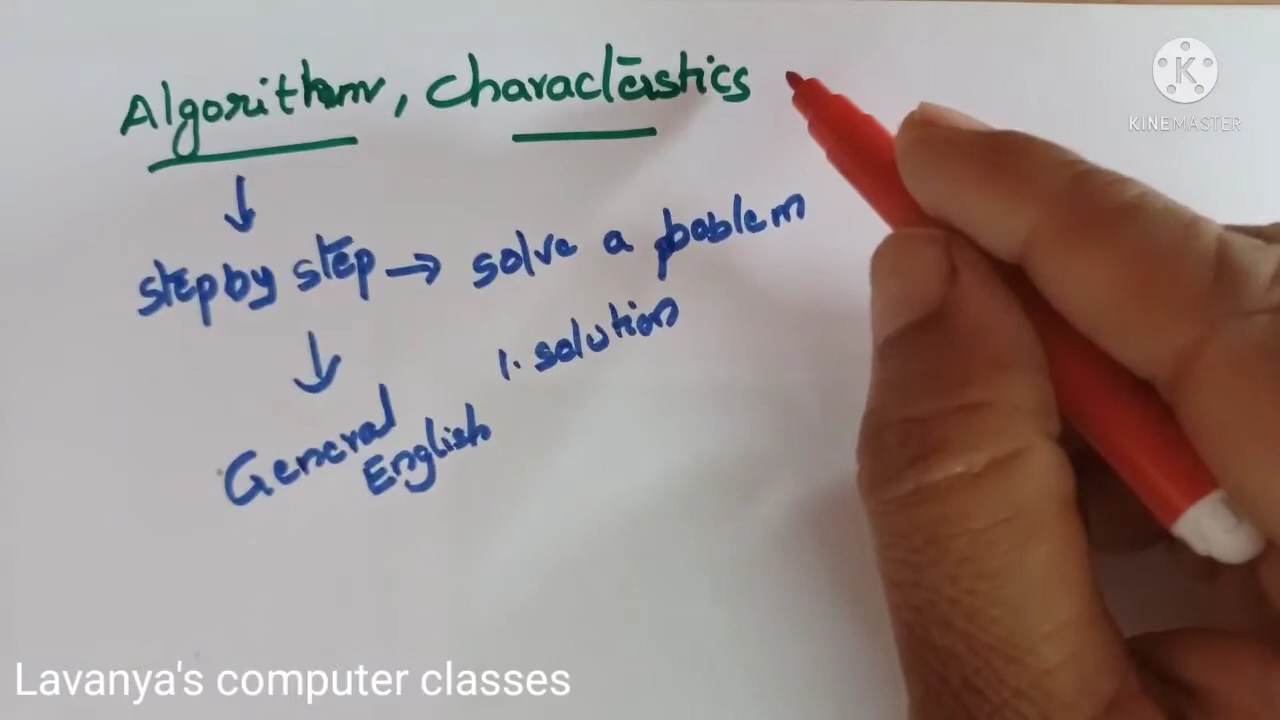 Algorithm, Characteristics
KINEMASTER
step by step → solve a problem
1. solution
General
English
Lavanya's computer classes